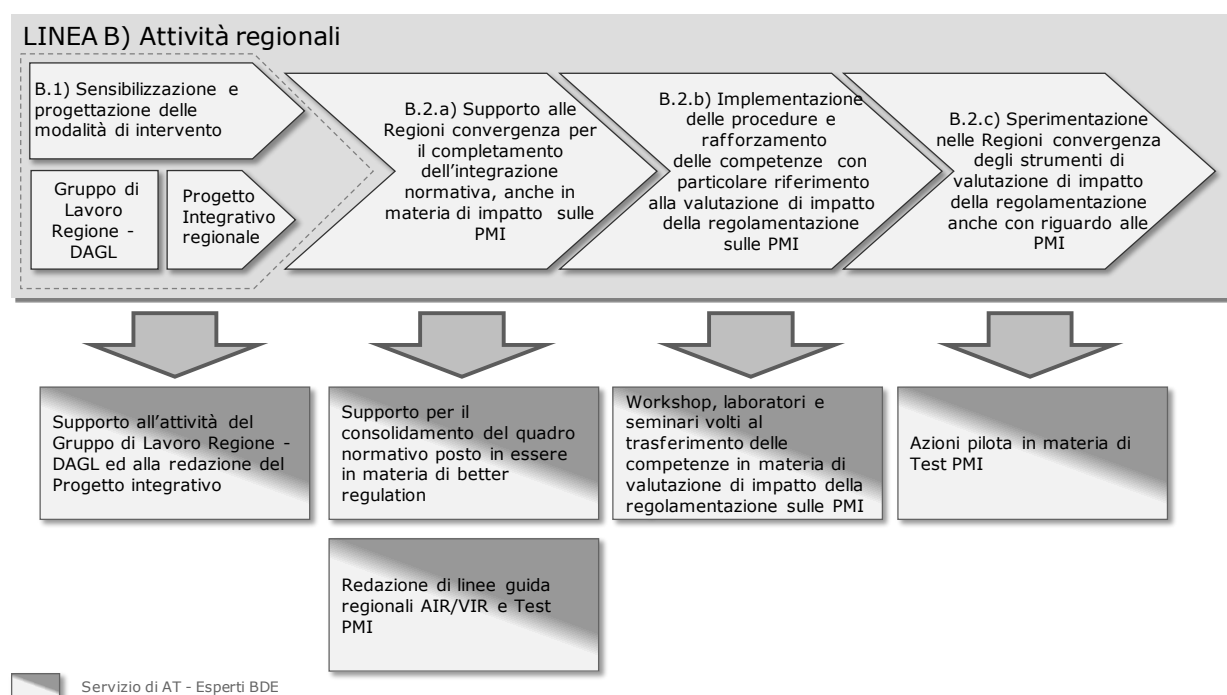 LINEA B) Attività regionali
B.1) Sensibilizzazione e
progettazione delle
modalità di intervento
Gruppo di
Lavoro
Regione -
DAGL
Progetto
Integrativo
regionale
B.2.a) Supporto alle
Regioni convergenza per
il completamento
dell’integrazione
normativa, anche in
materia di impatto sulle
PMI
B.2.b) Implementazione
delle procedure e
rafforzamento
delle competenze con
particolare riferimento
alla valutazione di impatto
della regolamentazione
sulle PMI
B.2.c) Sperimentazione
nelle Regioni convergenza
degli strumenti di
valutazione di impatto
della regolamentazione
anche con riguardo alle
PMI
Supporto all’attività del
Gruppo di Lavoro Regione -
DAGL ed alla redazione del
Progetto integrativo
Supporto per il
consolidamento del quadro
normativo posto in essere
in materia di better
regulation
Workshop, laboratori e
seminari volti al
trasferimento delle
competenze in materia di
valutazione di impatto della
regolamentazione sulle PMI
Azioni pilota in materia di
Test PMI
Redazione di linee guida
regionali AIR/VIR e Test
PMI
Servizio di AT - Esperti BDE